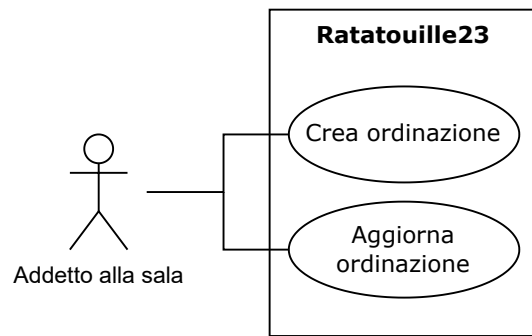 Ratatouille23
Crea ordinazione
Aggiorna
ordinazione
Addetto alla sala